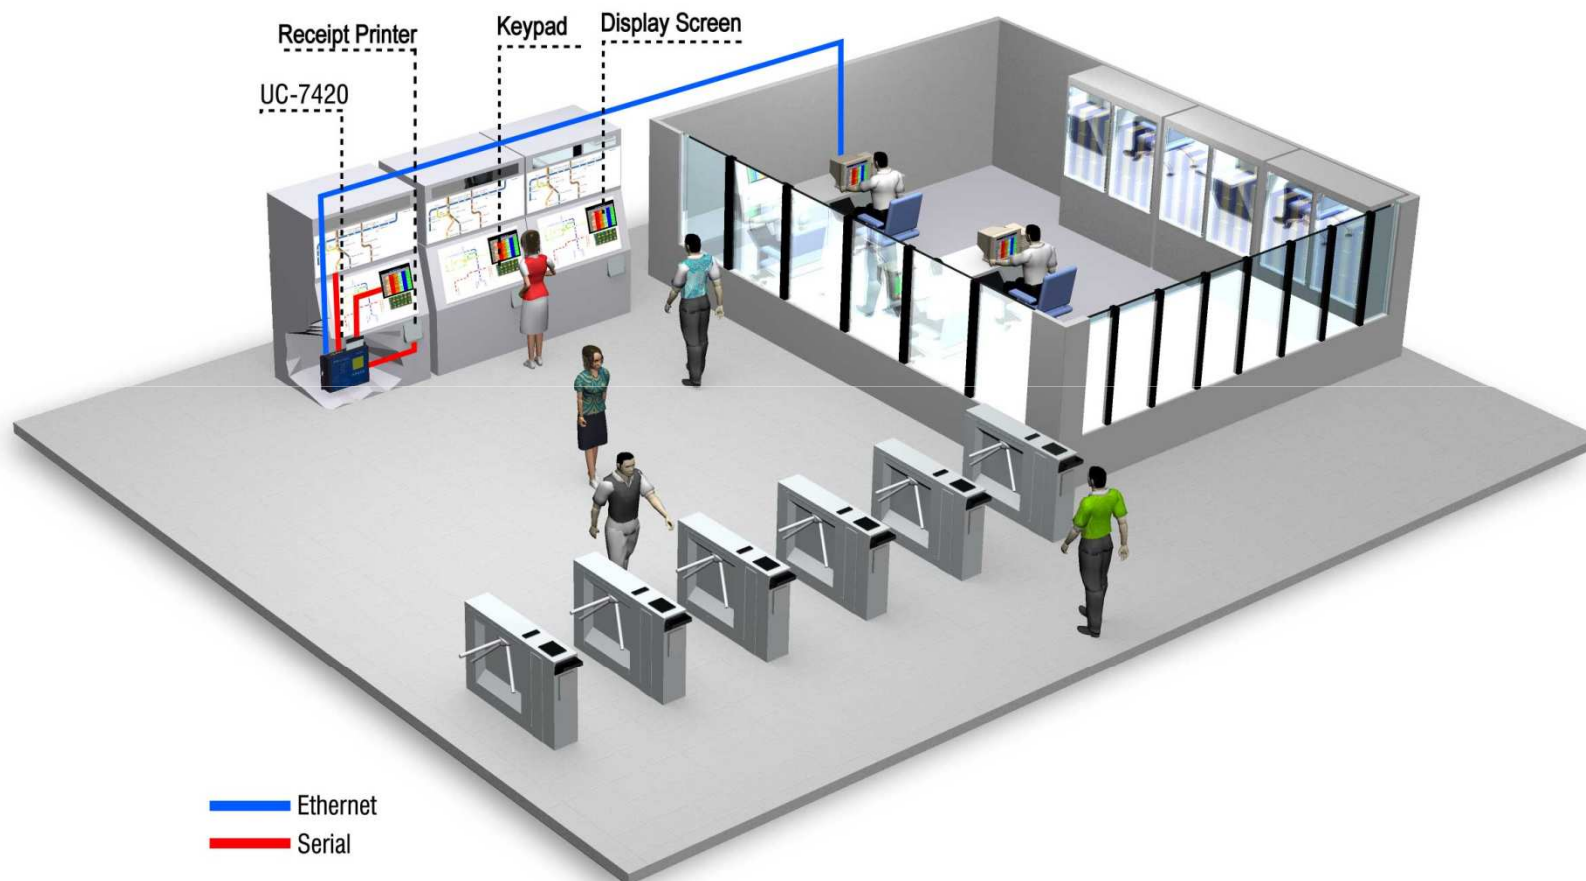 Receipt Printer
Keypad
Display Screen
UC-7420
Ethernet
Serial